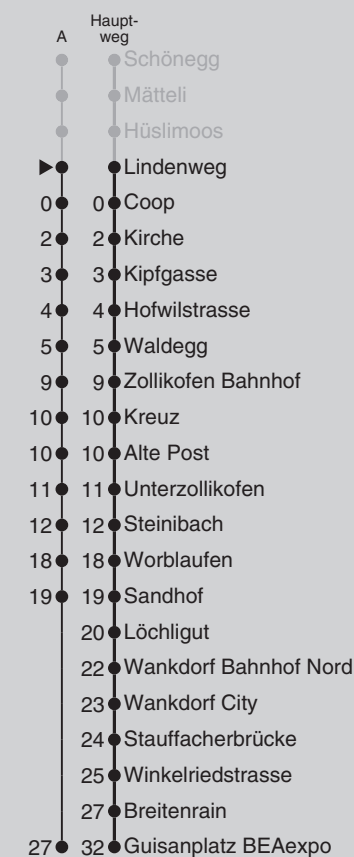 A Haupt-
weg
Schönegg
Mätteli
Hüslimoos
Lindenweg
0 0 Coop
2 2 Kirche
3 3 Kipfgasse
4 4 Hofwilstrasse
5 5 Waldegg
9 9 Zollikofen Bahnhof
10 10 Kreuz
10 10 Alte Post
11 11 Unterzollikofen
12 12 Steinibach
18 18 Worblaufen
19 19 Sandhof
20 Löchligut
22 Wankdorf Bahnhof Nord
23 Wankdorf City
24 Stauffacherbrücke
25 Winkelriedstrasse
27 Breitenrain
27 32 Guisanplatz BEAexpo